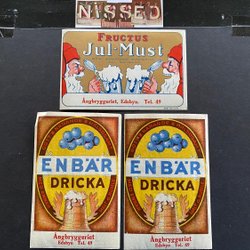 NISSED
FRUCTUS
Jul-Must
Ångbryggeriet, Edsbyn. Tel. 49
ENBÄR
DRICKA
Ångbryggeriet
Edsbyn Tel. 49
ENBÄR
DRICKA
Ångbryggeriet
Edsbyn Tel. 49